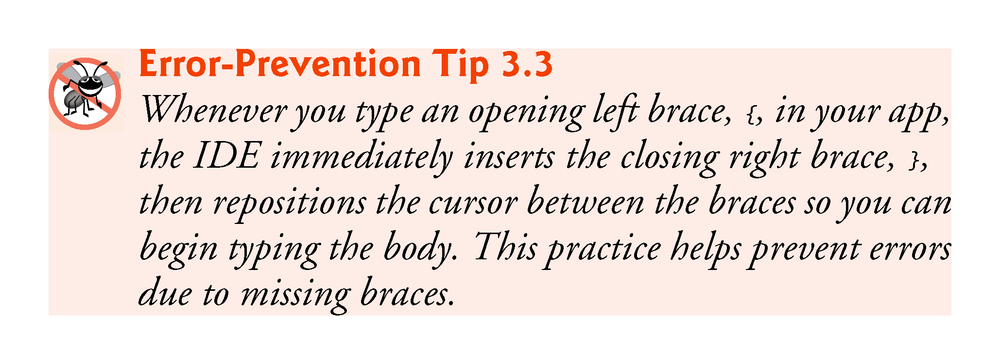 Error-Prevention Tip 3.3
Whenever you type an opening left brace, {, in your app,
the IDE immediately inserts the closing right brace, },
then repositions the cursor between the braces so you can
begin typing the body. This practice helps prevent errors
due to missing braces.